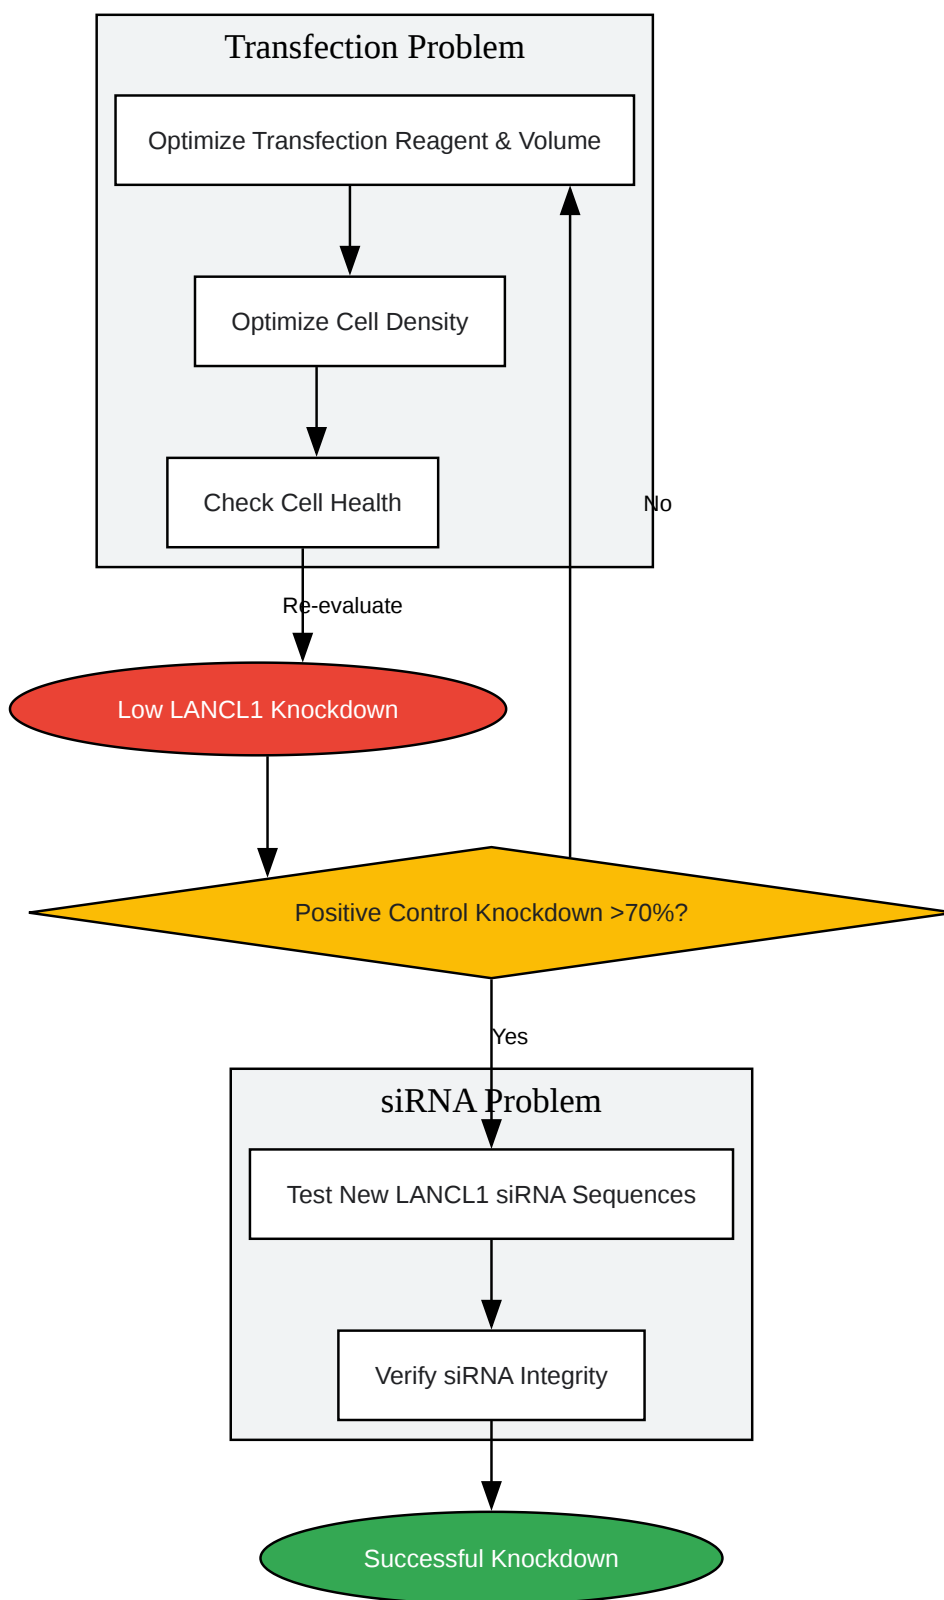 Transfection Problem
Optimize Transfection Reagent & Volume
Optimize Cell Density
Check Cell Health
No
Re-evaluate
Low LANCL1 Knockdown
Positive Control Knockdown >70%?
Yes
siRNA Problem
Test New LANCL1 siRNA Sequences
Verify siRNA Integrity
Successful Knockdown